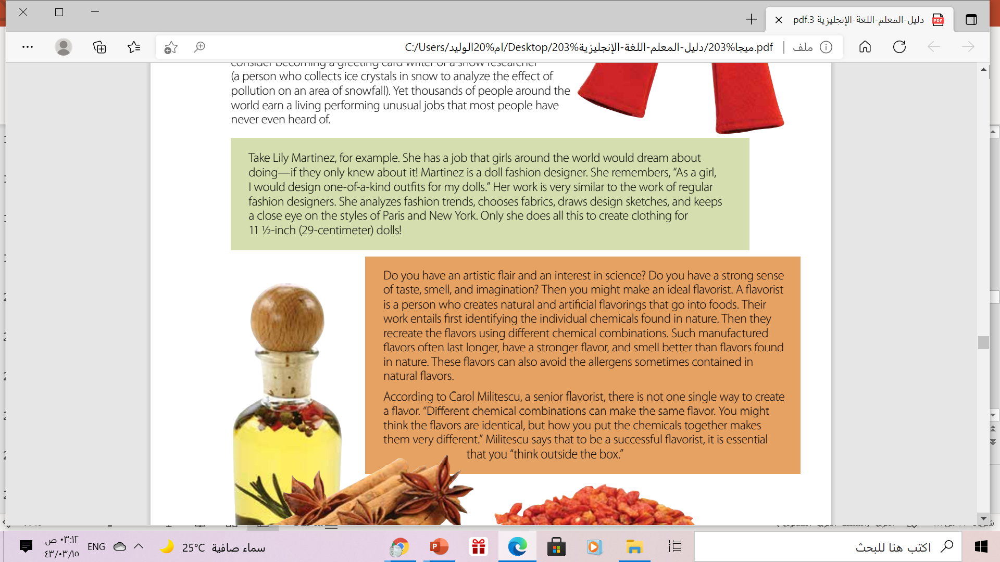 دليل-المعلم-اللغة-الإنجليزية 3.pdf
C:/Users/ام%20الوليد/Desktop/ميجا%203/دليل-المعلم-اللغة-الإنجليزية%203.pdf
ملف
consider becoming a greeting card writer or a snow researcher
(a person who collects ice crystals in snow to analyze the effect of
pollution on an area of snowfall). Yet thousands of people around the
world earn a living performing unusual jobs that most people have
never even heard of.
Take Lily Martinez, for example. She has a job that girls around the world would dream about
doing—if they only knew about it! Martinez is a doll fashion designer. She remembers, “As a girl,
I would design one-of-a-kind outfits for my dolls.” Her work is very similar to the work of regular
fashion designers. She analyzes fashion trends, chooses fabrics, draws design sketches, and keeps
a close eye on the styles of Paris and New York. Only she does all this to create clothing for
11 ½-inch (29-centimeter) dolls!
Do you have an artistic flair and an interest in science? Do you have a strong sense
of taste, smell, and imagination? Then you might make an ideal flavorist. A flavorist
is a person who creates natural and artificial flavorings that go into foods. Their
work entails first identifying the individual chemicals found in nature. Then they
recreate the flavors using different chemical combinations. Such manufactured
flavors often last longer, have a stronger flavor, and smell better than flavors found
in nature. These flavors can also avoid the allergens sometimes contained in
natural flavors.
According to Carol Militescu, a senior flavorist, there is not one single way to create
a flavor. “Different chemical combinations can make the same flavor. You might
think the flavors are identical, but how you put the chemicals together makes
them very different.” Militescu says that to be a successful flavorist, it is essential
that you “think outside the box.”
اكتب هنا للبحث
25°C سماء صافية
ENG
٠٣:١٢ ص
٤٣/٠٣/١٥